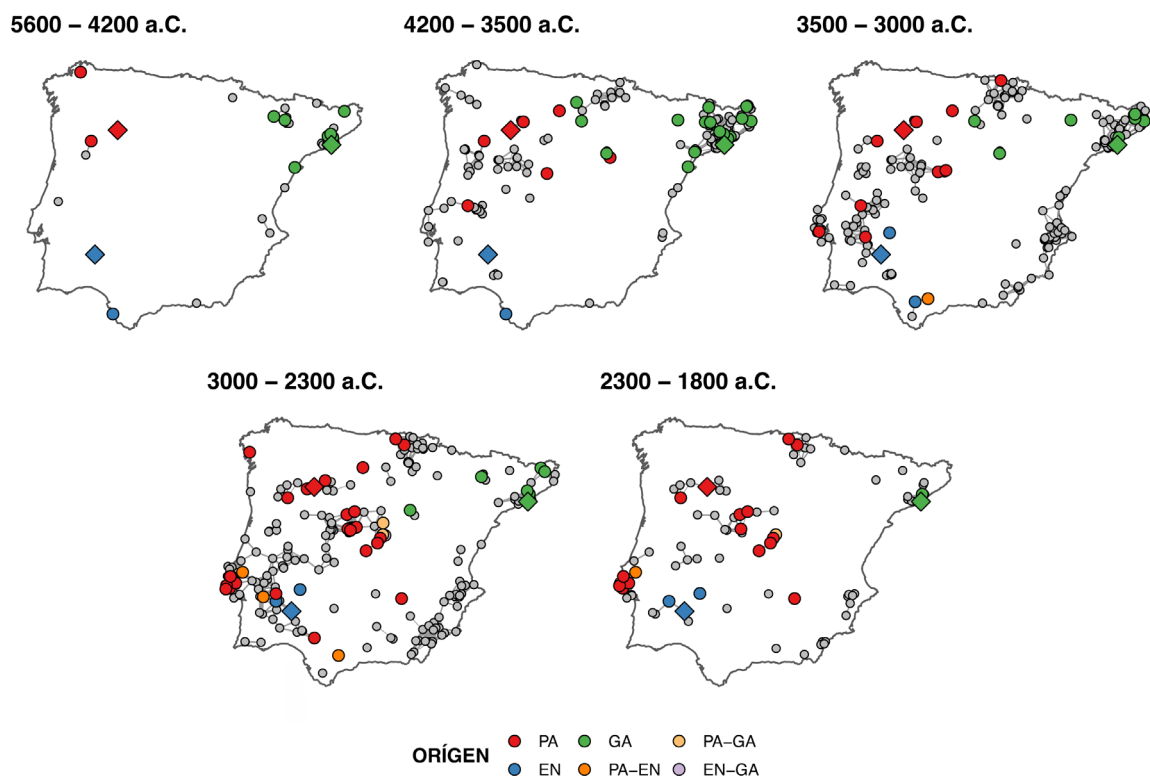 5600 – 4200 a.C.
4200 – 3500 a.C.
3500 – 3000 a.C.
3000 – 2300 a.C.
2300 – 1800 a.C.
ORÍGEN
PA GA PA–GA
EN PA–EN EN–GA